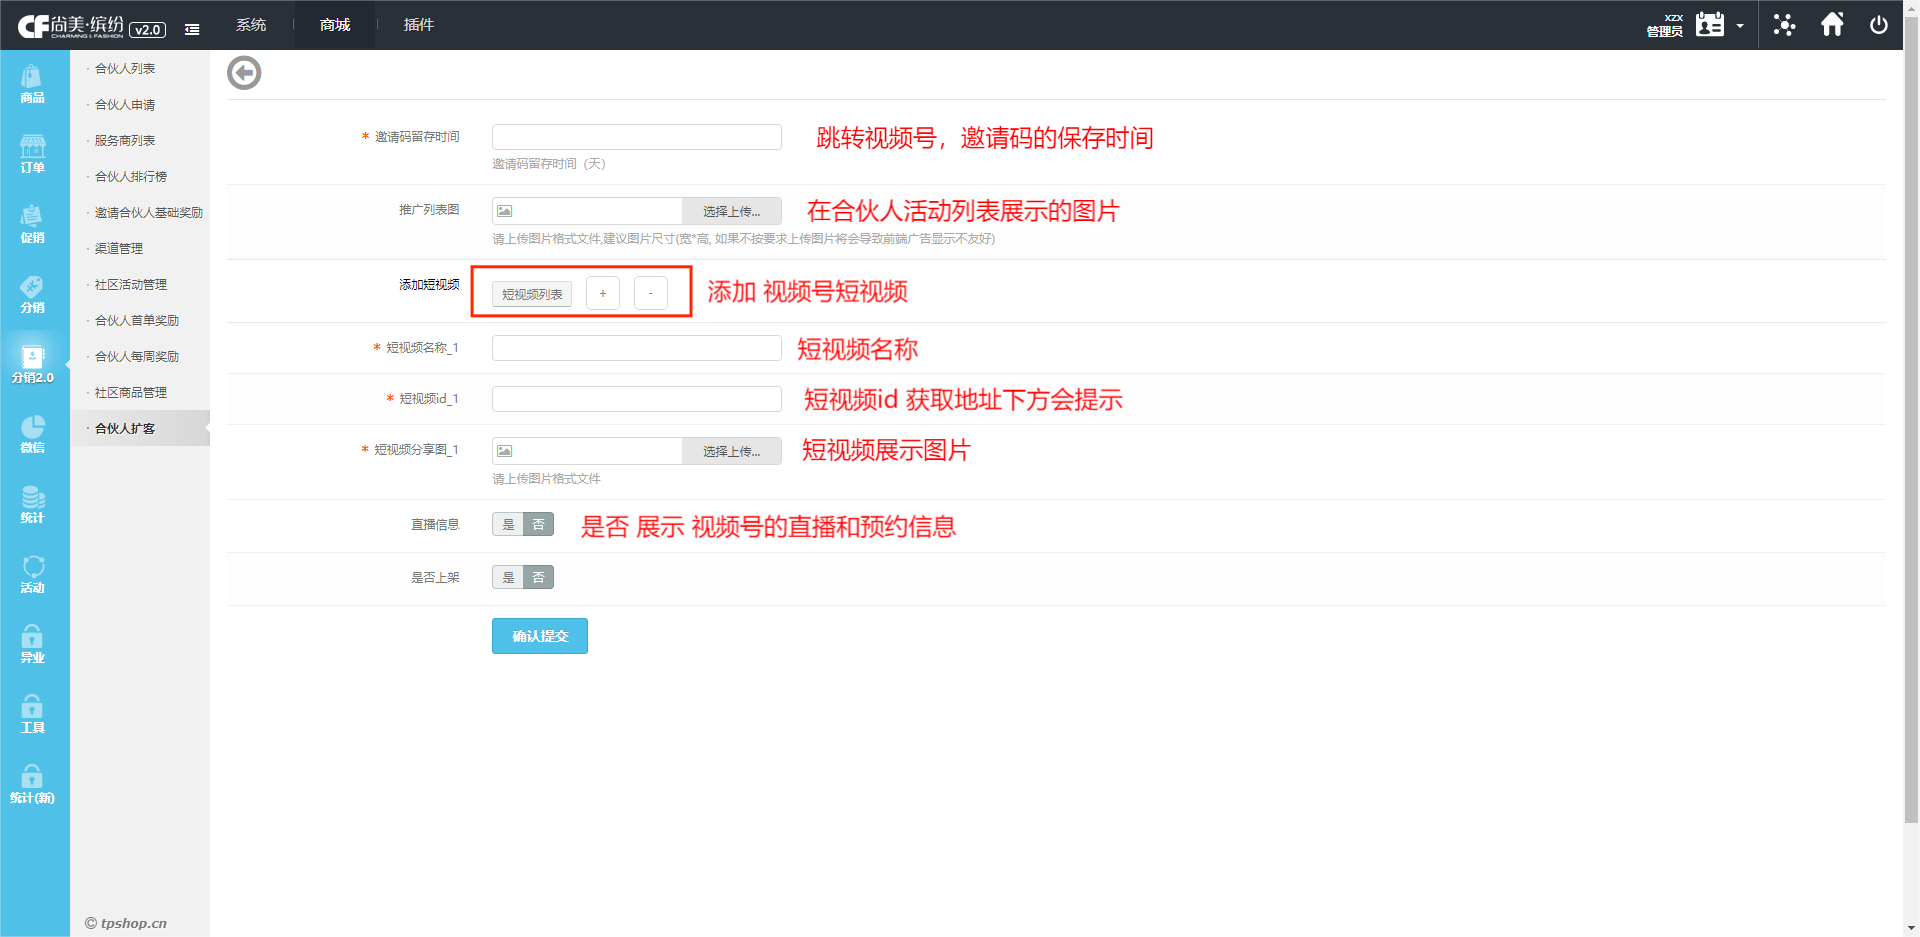 CF尚美·缤纷 v2.0
CHARMING & FASHION
系统
商城
插件
xzx
管理员
商品
订单
促销
分销
分销2.0
微信
统计
活动
异业
工具
统计(新)
· 合伙人列表
· 合伙人申请
· 服务商列表
· 合伙人排行榜
· 邀请合伙人基础奖励
· 渠道管理
· 社区活动管理
· 合伙人首单奖励
· 合伙人每周奖励
· 社区商品管理
· 合伙人扩客
© tpshop.cn
* 邀请码留存时间 跳转视频号，邀请码的保存时间
邀请码留存时间（天）
推广列表图 选择上传... 在合伙人活动列表展示的图片
请上传图片格式文件,建议图片尺寸(宽*高, 如果不按要求上传图片将会导致前端广告显示不友好)
添加短视频 短视频列表 + - 添加 视频号短视频
* 短视频名称_1 短视频名称
* 短视频id_1 短视频id 获取地址下方会提示
* 短视频分享图_1 选择上传... 短视频展示图片
请上传图片格式文件
直播信息 是 否 是否 展示 视频号的直播和预约信息
是否上架 是 否
确认提交